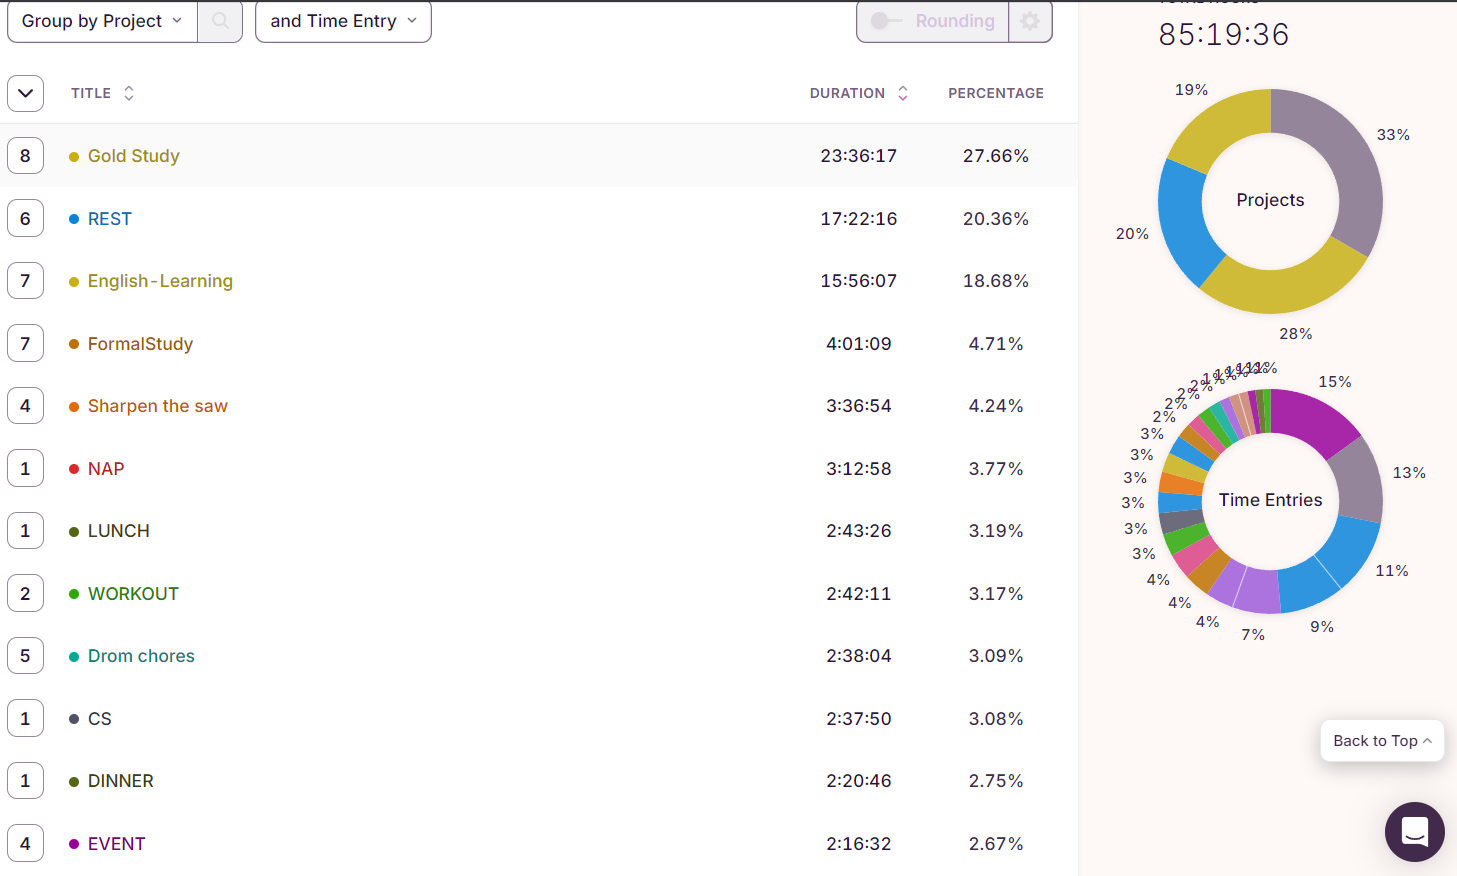 Group by Project
and Time Entry
Rounding
85:19:36
TITLE DURATION PERCENTAGE
8 Gold Study 23:36:17 27.66%
6 REST 17:22:16 20.36%
7 English-Learning 15:56:07 18.68%
7 FormalStudy 4:01:09 4.71%
4 Sharpen the saw 3:36:54 4.24%
1 NAP 3:12:58 3.77%
1 LUNCH 2:43:26 3.19%
2 WORKOUT 2:42:11 3.17%
5 Drom chores 2:38:04 3.09%
1 CS 2:37:50 3.08%
1 DINNER 2:20:46 2.75%
4 EVENT 2:16:32 2.67%
19%
33%
Projects
20%
28%
15%
13%
Time Entries
11%
9%
7%
4%
4%
4%
3%
3%
3%
3%
3%
3%
2%
2%
2%
2%
Back to Top